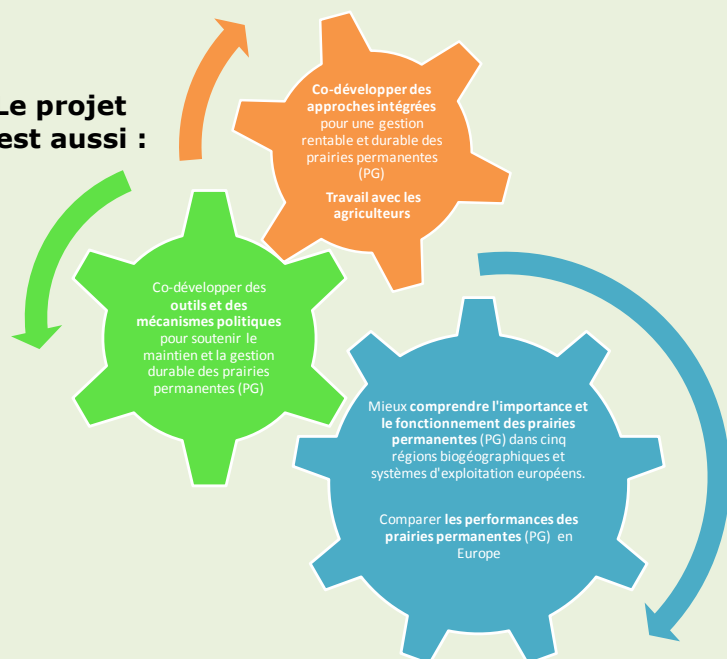 Le projet
est aussi :
Co-développer des
approches intégrées
pour une gestion
rentable et durable des
prairies permanentes
(PG)
Travail avec les
agriculteurs
Co-développer des
outils et des
mécanismes politiques
pour soutenir le
maintien et la gestion
durable des prairies
permanentes (PG)
Mieux comprendre l'importance et
le fonctionnement des prairies
permanentes (PG) dans cinq
régions biogéographiques et
systèmes d'exploitation européens.
Comparer les performances des
prairies permanentes (PG) en
Europe